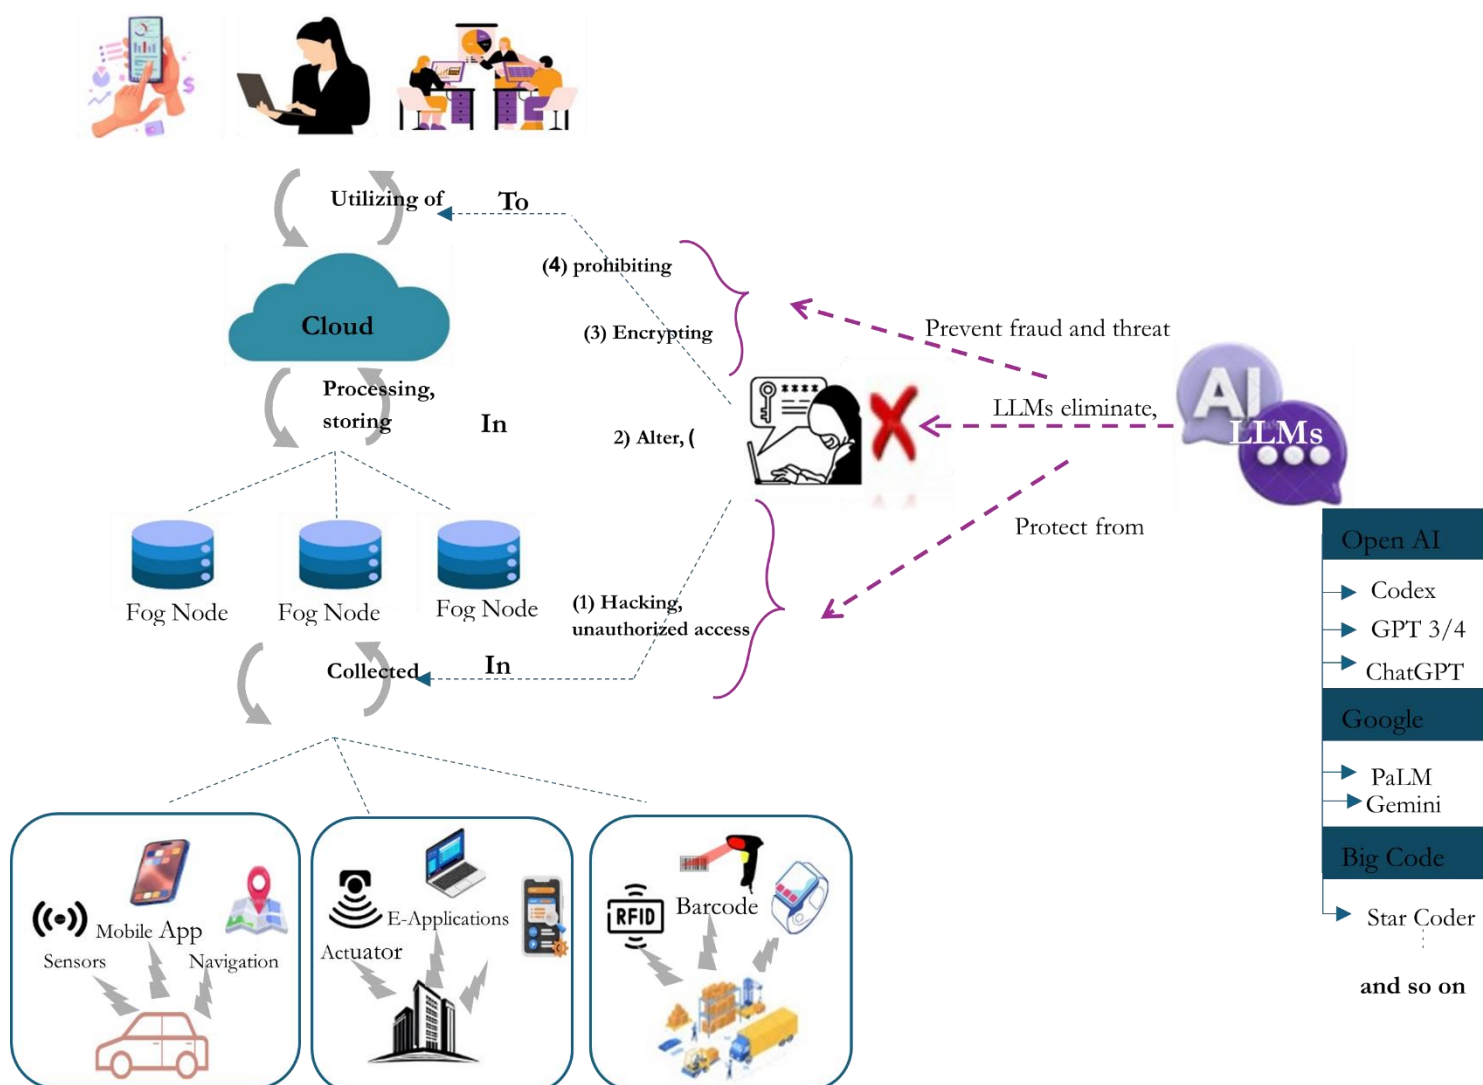 Utilizing of
To
(4) prohibiting
Cloud
(3) Encrypting
Prevent fraud and threat
AI
LLMs
Processing,
storing
In
2) Alter, (
****
LLMs eliminate,
Protect from
Fog Node
Fog Node
Fog Node
(1) Hacking,
unauthorized access
Collected
In
Open AI
Codex
GPT 3/4
ChatGPT
Google
PaLM
Gemini
Big Code
Star Coder
and so on
Mobile App
Sensors
Navigation
E-Applications
Actuator
RFID
Barcode